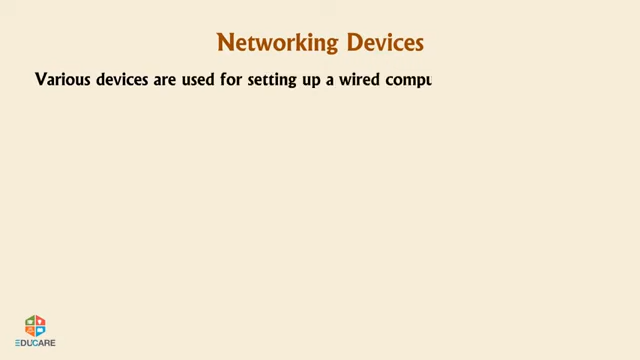 Networking Devices
Various devices are used for setting up a wired compu
EDUCARE